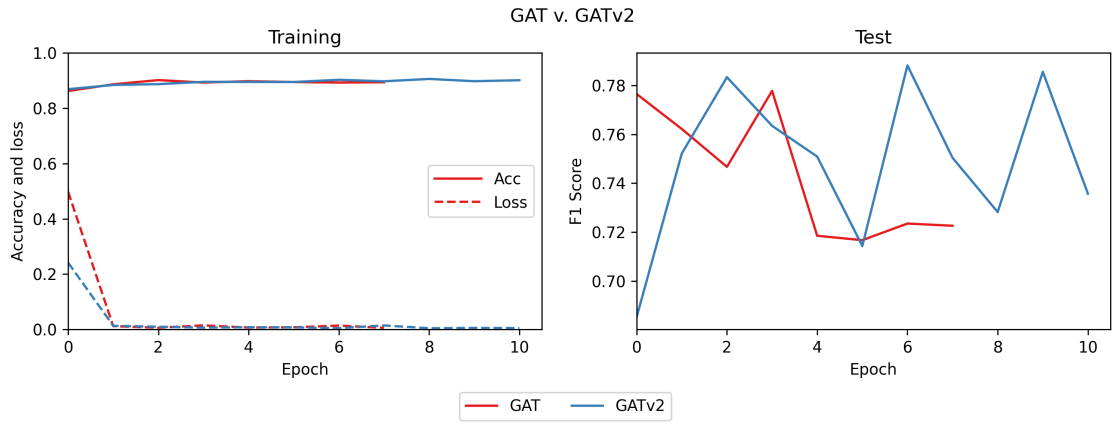 GAT v. GATv2
Training
1.0
0.8
0.6
0.4
0.2
0.0
Accuracy and loss
Acc
Loss
0 2 4 6 8 10
Epoch
Test
0.78
0.76
0.74
0.72
0.70
F1 Score
0 2 4 6 8 10
Epoch
GAT GATv2